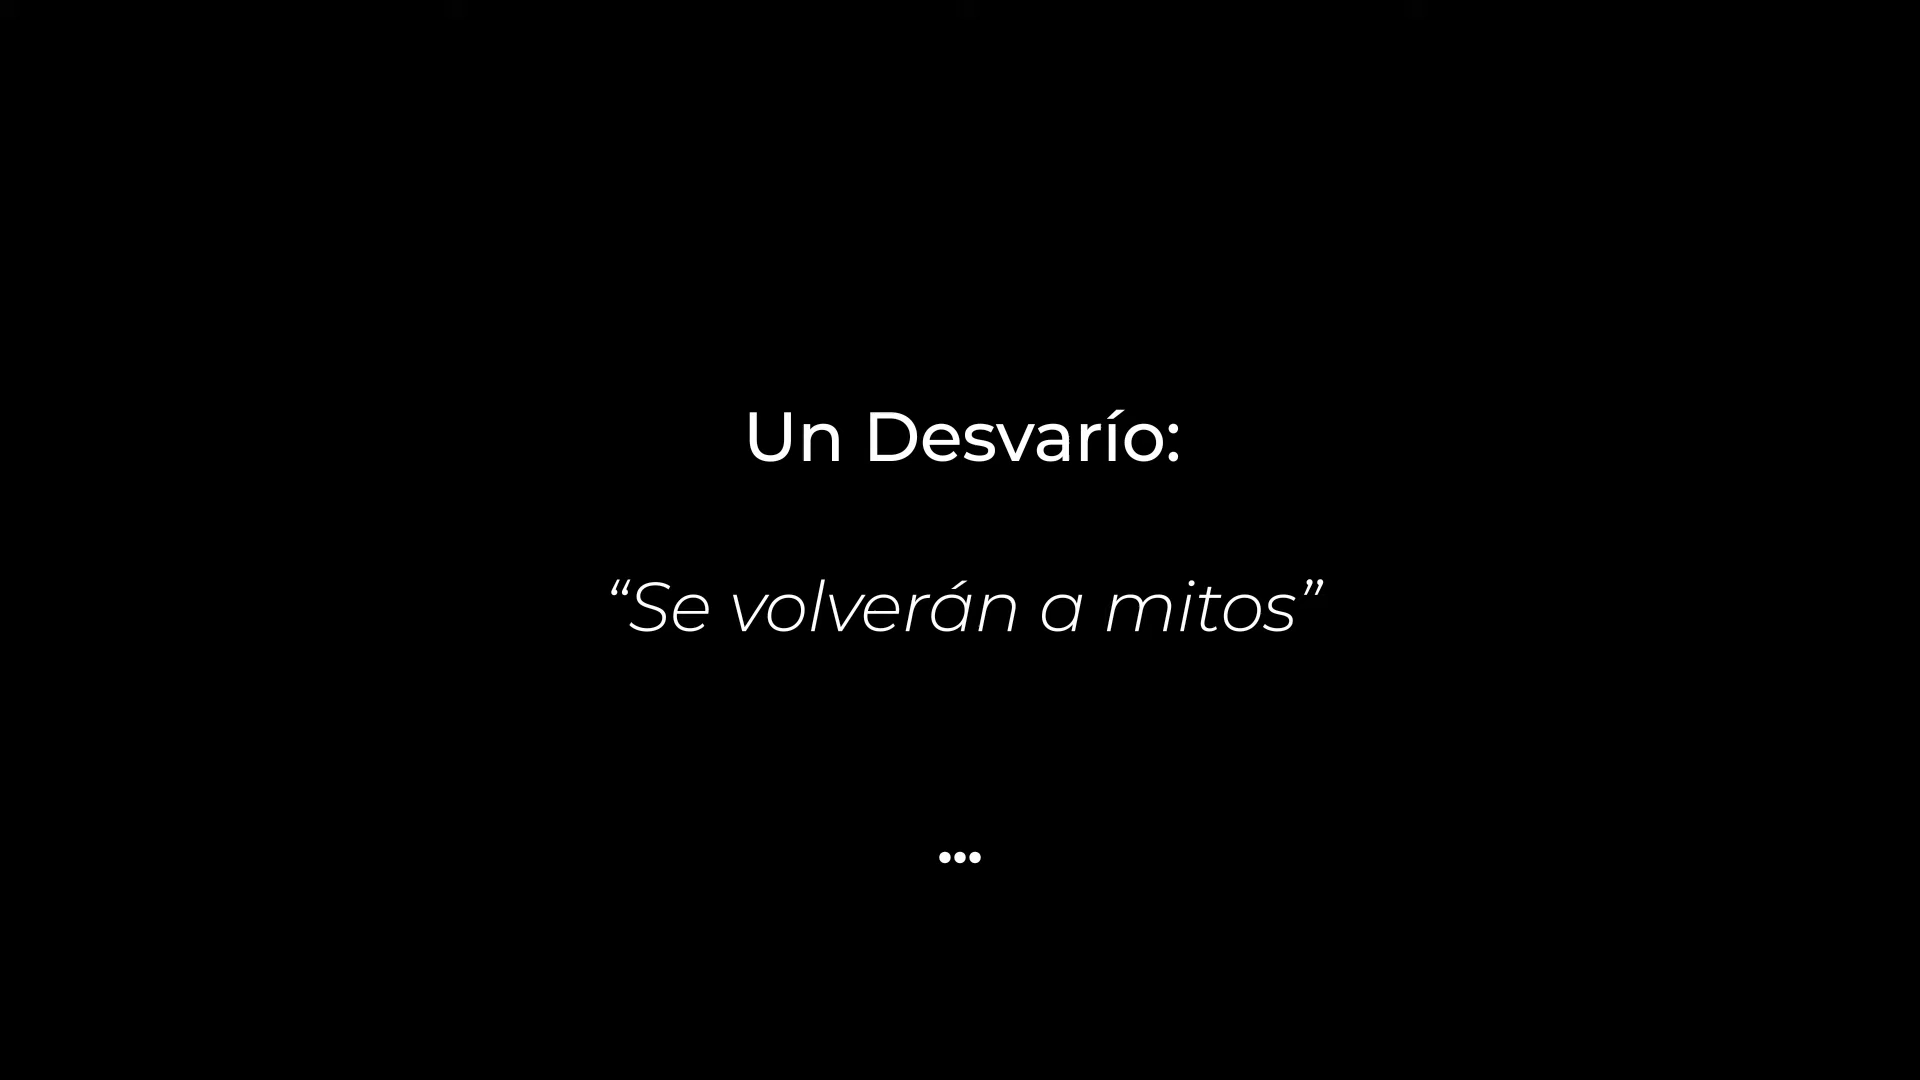 Un Desvarío:
“Se volverán a mitos”
...